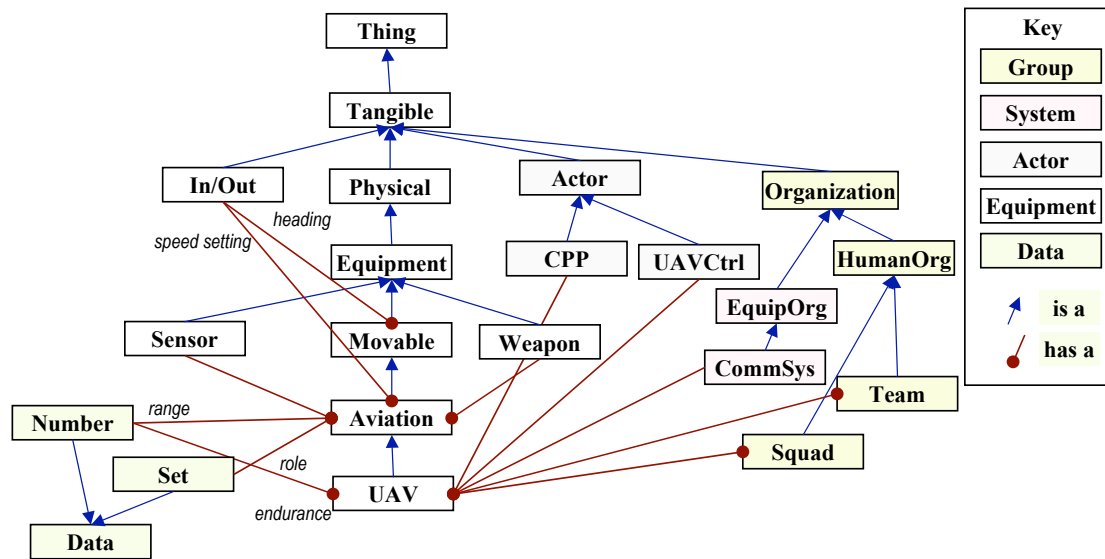 Thing
Key
Group
Tangible
System
Actor
In/Out
Physical
Actor
Organization
heading
Equipment
speed setting
CPP
UAVCtrl
HumanOrg
Data
Equipment
EquipOrg
is a
Sensor
Movable
Weapon
has a
CommSys
Team
range
Number
Aviation
Squad
role
Set
UAV
endurance
Data